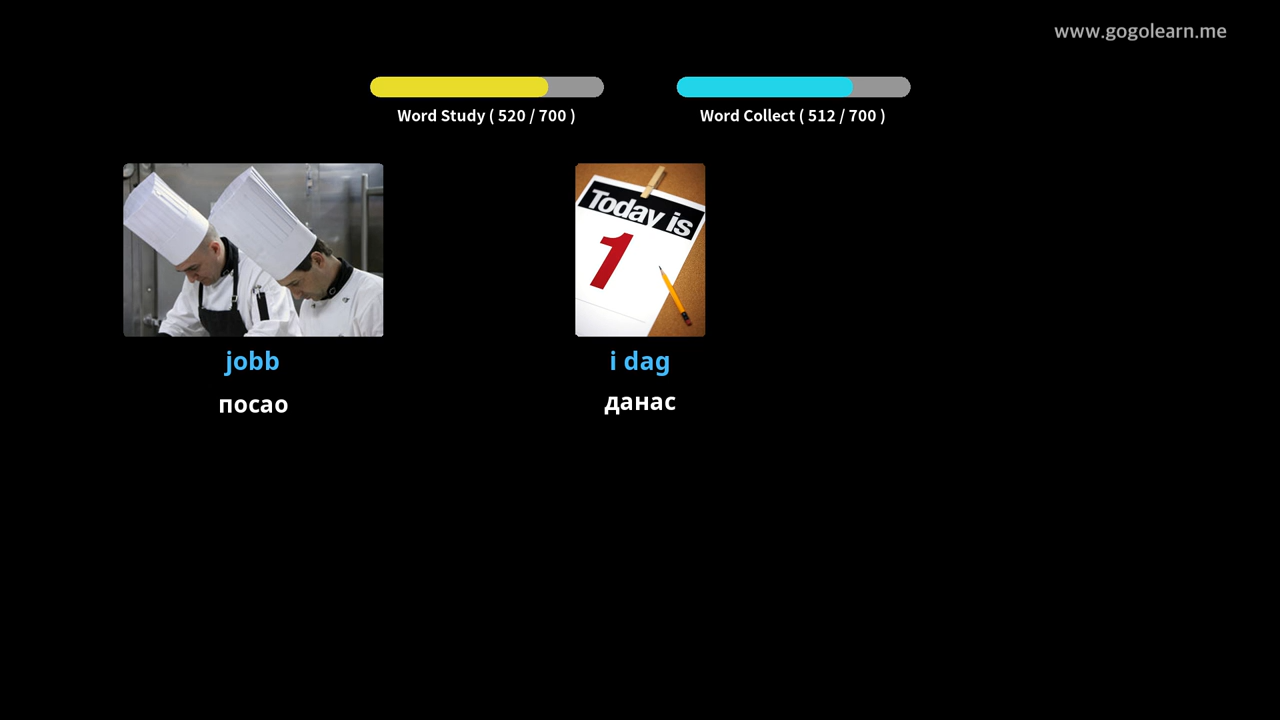 www.gogolearn.me
Word Study ( 520 / 700 )
Word Collect ( 512 / 700 )
Today is
1
jobb
i dag
посао
данас